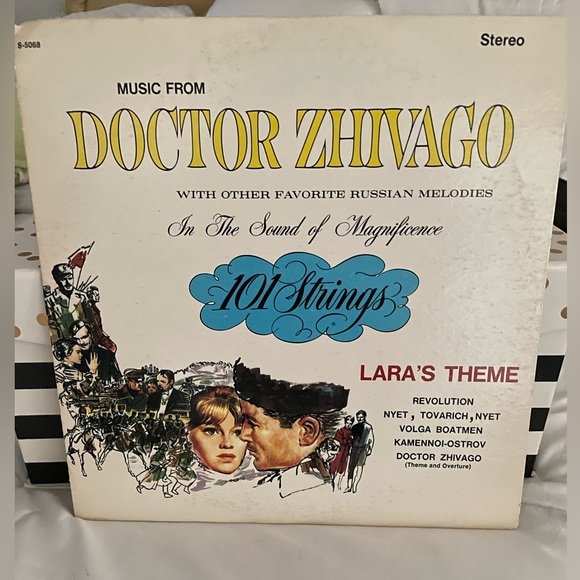 S-5068
Stereo
MUSIC FROM
DOCTOR ZHIVAGO
WITH OTHER FAVORITE RUSSIAN MELODIES
In The Sound of Magnificence
101 Strings
LARA'S THEME
REVOLUTION
NYET, TOVARICH, NYET
VOLGA BOATMEN
KAMENNOI-OSTROV
DOCTOR ZHIVAGO
(Theme and Overture)